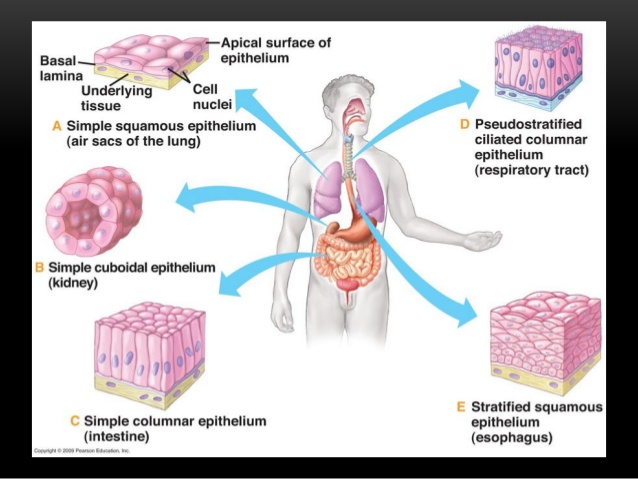 Apical surface of
epithelium
Basal
lamina
Underlying
tissue
Cell
nuclei
A Simple squamous epithelium
(air sacs of the lung)
D Pseudostratified
ciliated columnar
epithelium
(respiratory tract)
B Simple cuboidal epithelium
(kidney)
C Simple columnar epithelium
(intestine)
E Stratified squamous
epithelium
(esophagus)
Copyright © 2009 Pearson Education, Inc.